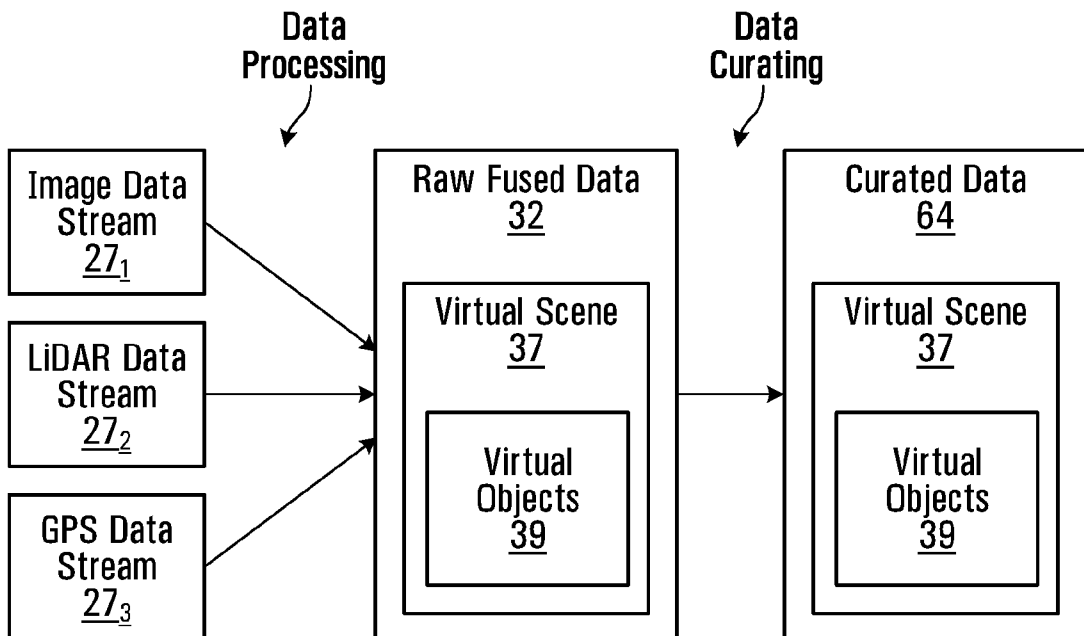 Data
Processing
Data
Curating
Image Data
Stream
27₁
LiDAR Data
Stream
27₂
GPS Data
Stream
27₃
Raw Fused Data
32
Virtual Scene
37
Virtual
Objects
39
Curated Data
64
Virtual Scene
37
Virtual
Objects
39